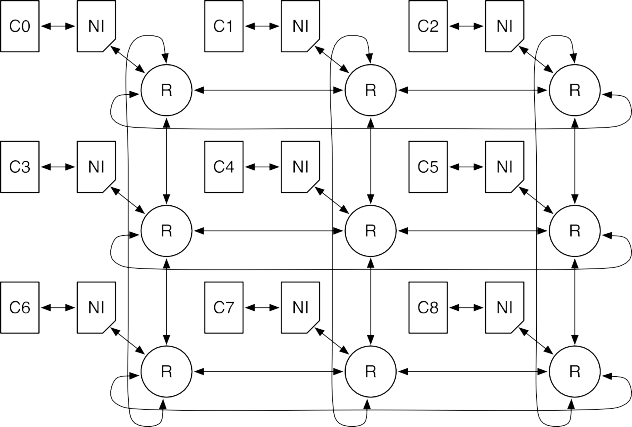 C0 NI C1 NI C2 NI
R R R
C3 NI C4 NI C5 NI
R R R
C6 NI C7 NI C8 NI
R R R